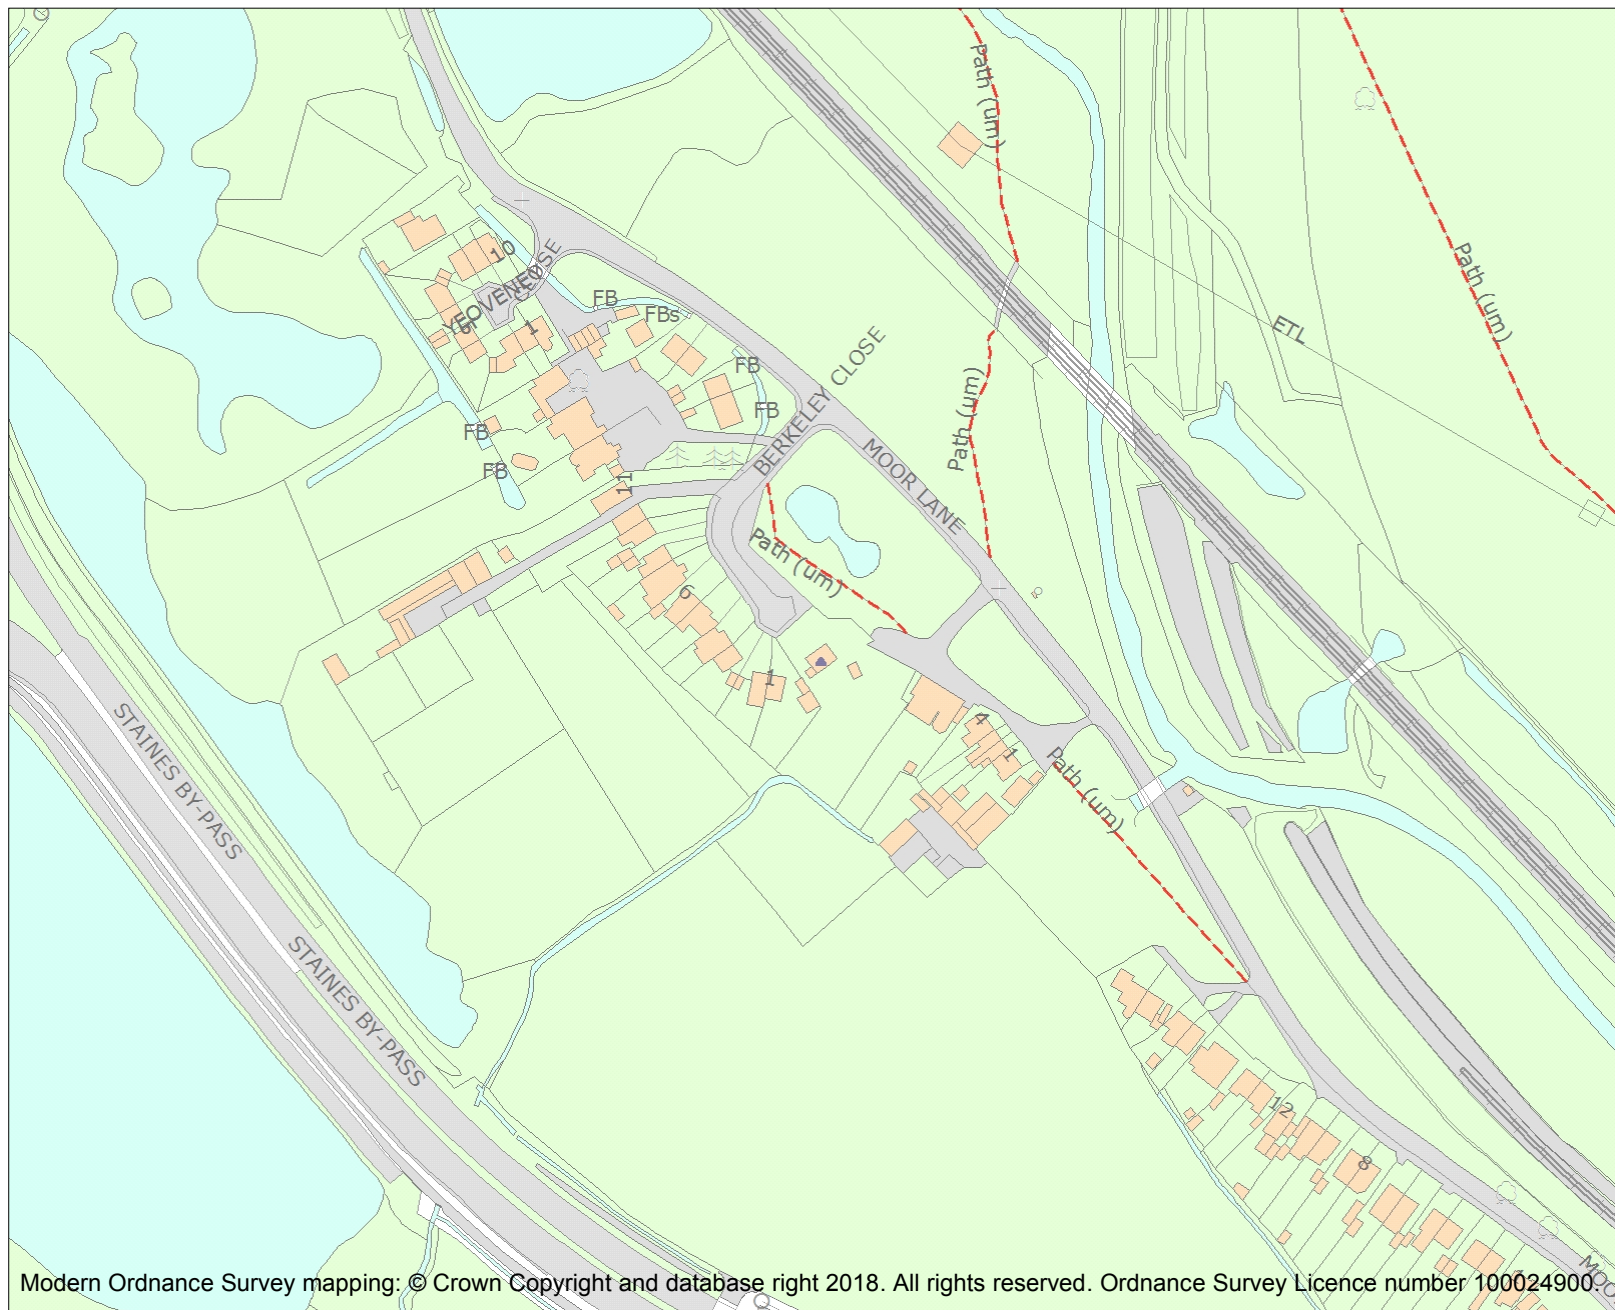 Path (um)
Path (um)
10
YEOVENEY
CLOSE
5
1
FB
FBs
ETL
FB
FB
BERKELEY CLOSE
Path (um)
MOOR LANE
FB
FB
11
Path (um)
6
1
4
1
Path (um)
STAINES BY-PASS
STAINES BY-PASS
12
8
Modern Ordnance Survey mapping: © Crown Copyright and database right 2018. All rights reserved. Ordnance Survey Licence number 100024900.